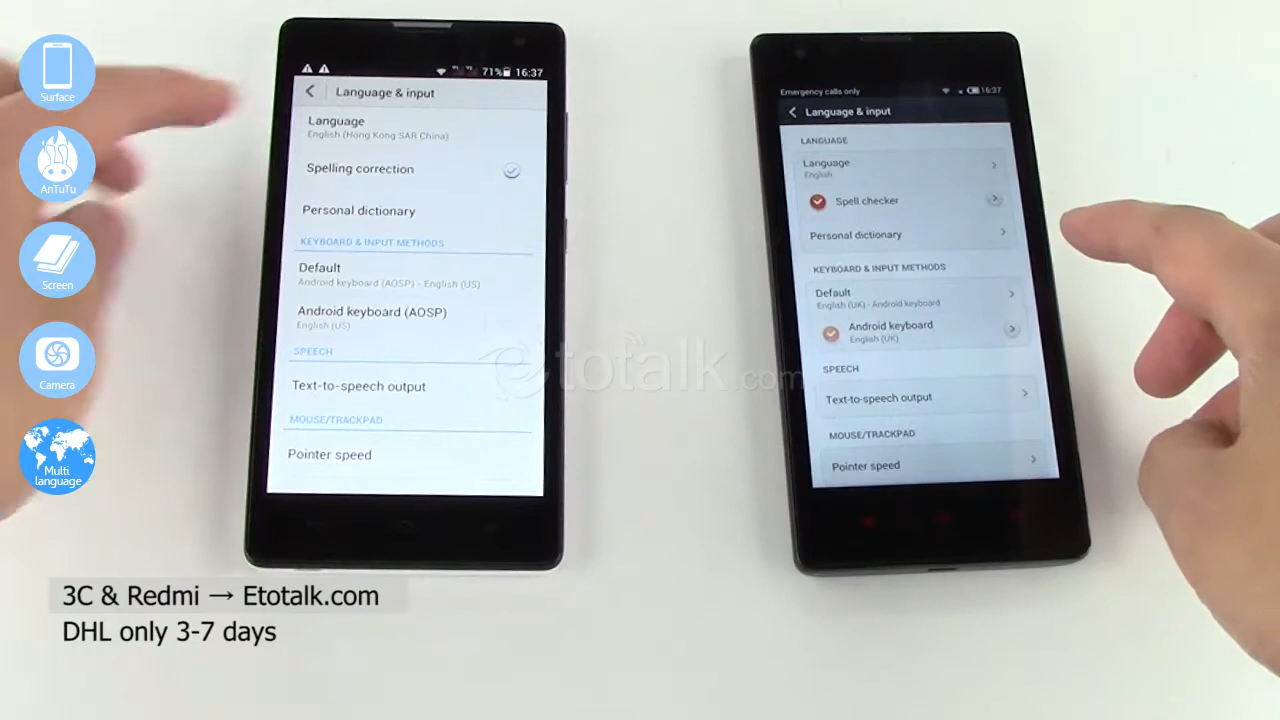 Surface
AnTuTu
Screen
Camera
Multi
language
71% 16:37
Language & input
Language
English (Hong Kong SAR China)
Spelling correction
Personal dictionary
KEYBOARD & INPUT METHODS
Default
Android keyboard (AOSP) - English (US)
Android keyboard (AOSP)
English (US)
SPEECH
Text-to-speech output
MOUSE/TRACKPAD
Pointer speed
Emergency calls only 16:37
Language & input
LANGUAGE
Language
English
Spell checker
Personal dictionary
KEYBOARD & INPUT METHODS
Default
English (UK) - Android keyboard
Android keyboard
English (UK)
SPEECH
Text-to-speech output
MOUSE/TRACKPAD
Pointer speed
etotalk.com
3C & Redmi → Etotalk.com
DHL only 3-7 days